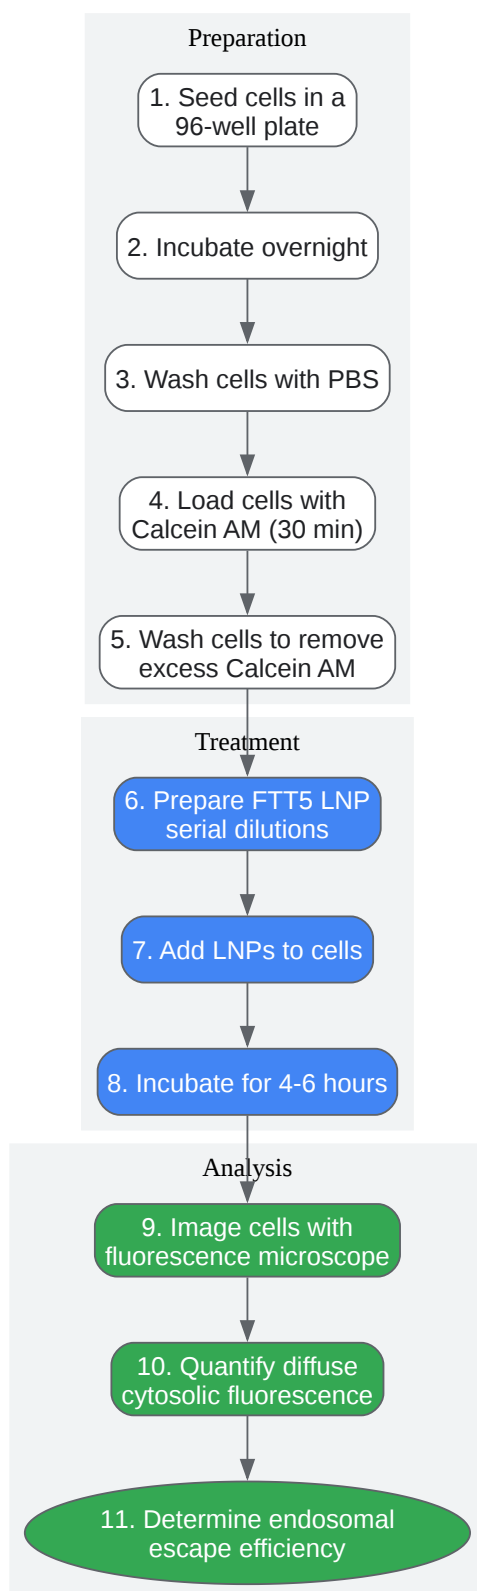 Preparation
1. Seed cells in a
96-well plate
2. Incubate overnight
3. Wash cells with PBS
4. Load cells with
Calcein AM (30 min)
5. Wash cells to remove
excess Calcein AM
Treatment
6. Prepare FTT5 LNP
serial dilutions
7. Add LNPs to cells
8. Incubate for 4-6 hours
Analysis
9. Image cells with
fluorescence microscope
10. Quantify diffuse
cytosolic fluorescence
11. Determine endosomal
escape efficiency